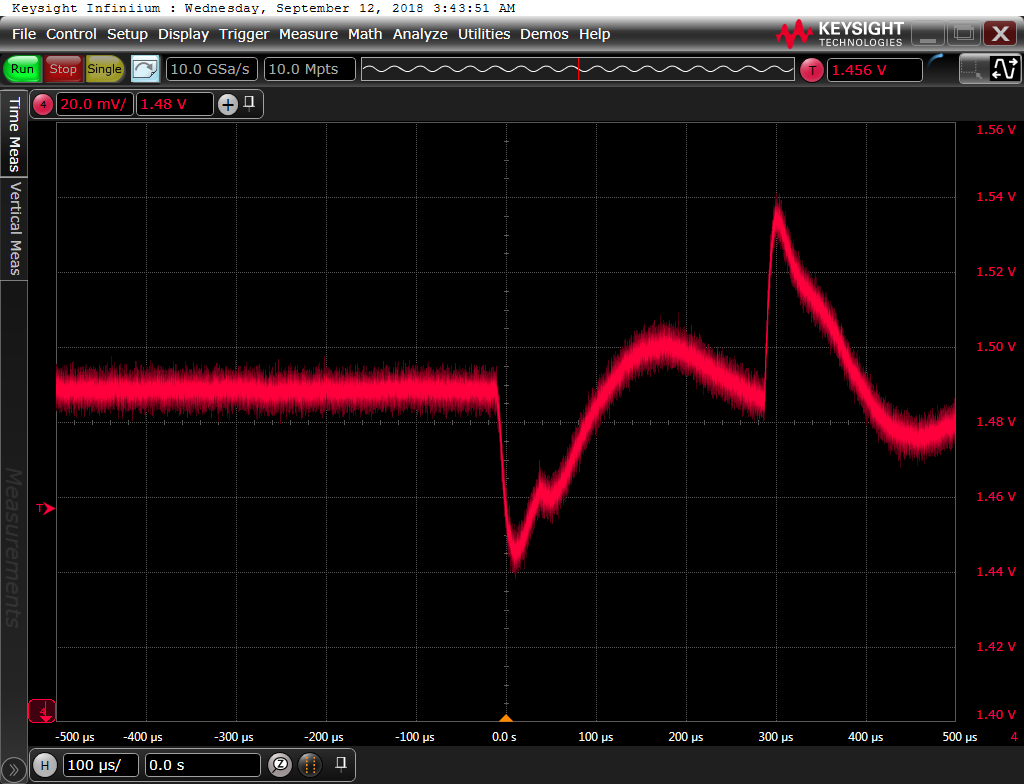 Keysight Infiniium : Wednesday, September 12, 2018 3:43:51 AM
File Control Setup Display Trigger Measure Math Analyze Utilities Demos Help
KEYSIGHT
TECHNOLOGIES
Run Stop Single 10.0 GSa/s 10.0 Mpts T 1.456 V
4 20.0 mV/ 1.48 V +
Time Meas
Vertical Meas
Measurements
1.56 V
1.54 V
1.52 V
1.50 V
1.48 V
1.46 V
T
1.44 V
1.42 V
1.40 V
4
-500 µs -400 µs -300 µs -200 µs -100 µs 0.0 s 100 µs 200 µs 300 µs 400 µs 500 µs 4
H 100 µs/ 0.0 s Z